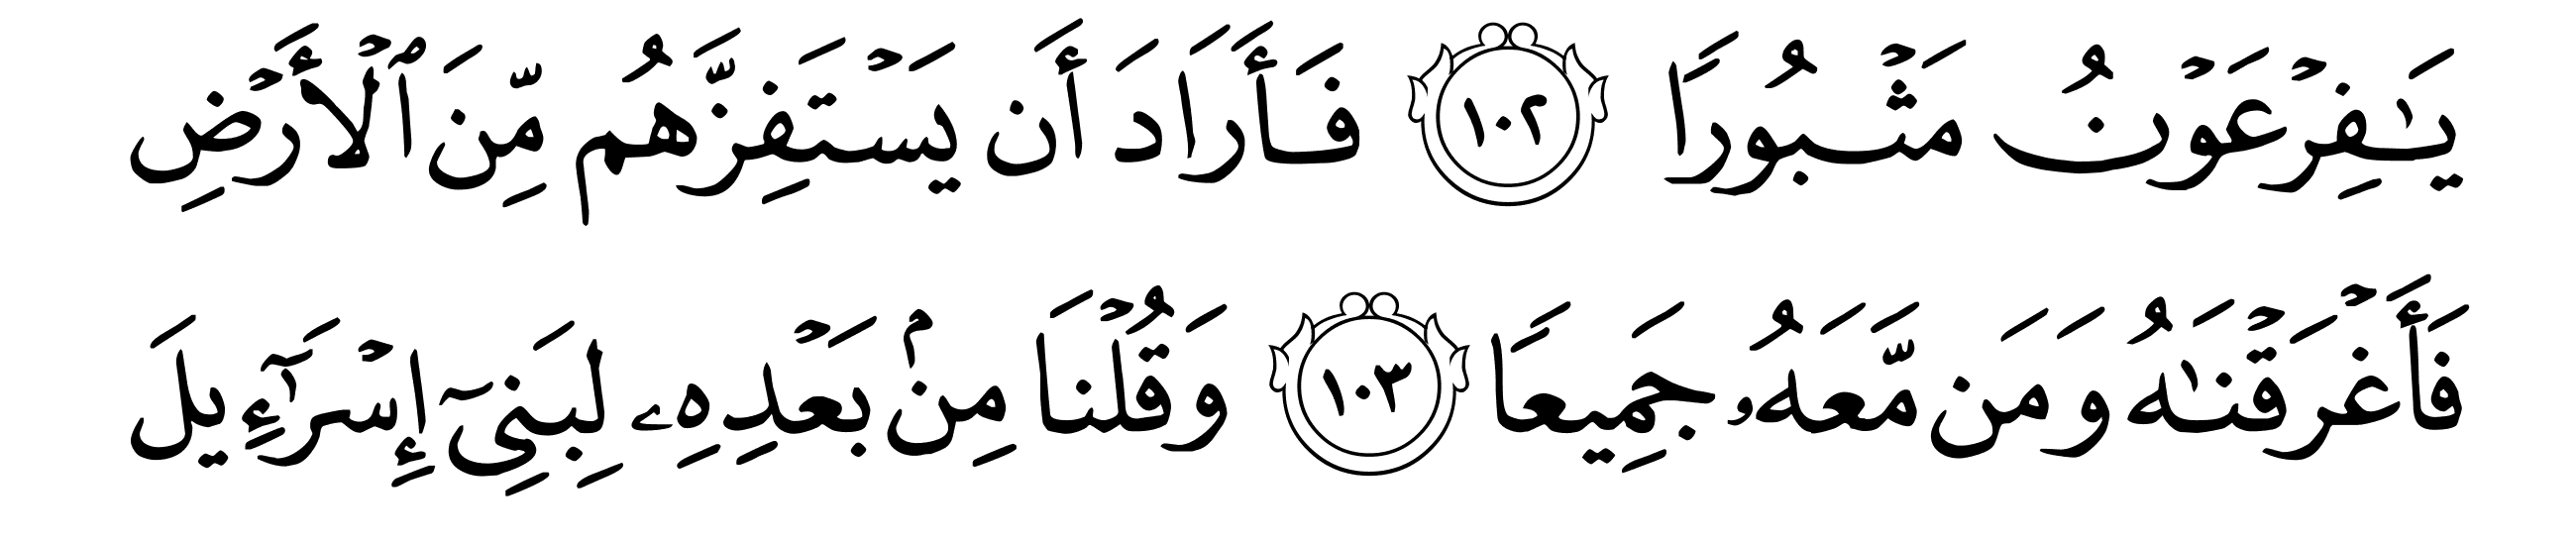 يَٰفِرْعَوْنُ مَثْبُورًا ١٠٢ فَأَرَادَ أَن يَسْتَفِزَّهُم مِّنَ ٱلْأَرْضِ
فَأَغْرَقْنَٰهُ وَمَن مَّعَهُۥ جَمِيعًا ١٠٣ وَقُلْنَا مِنۢ بَعْدِهِۦ لِبَنِىٓ إِسْرَٰٓءِيلَ